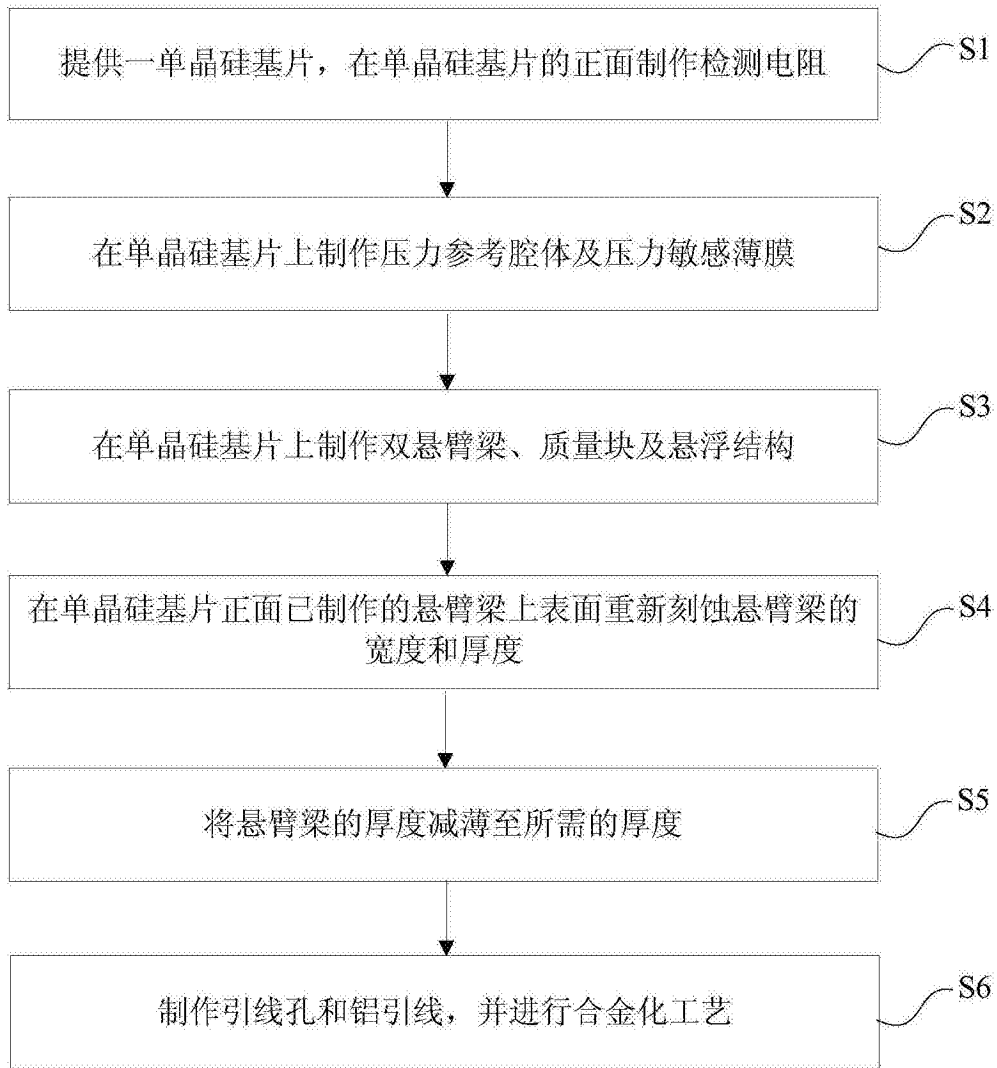 提供一单晶硅基片，在单晶硅基片的正面制作检测电阻
S1
在单晶硅基片上制作压力参考腔体及压力敏感薄膜
S2
在单晶硅基片上制作双悬臂梁、质量块及悬浮结构
S3
在单晶硅基片正面已制作的悬臂梁上表面重新刻蚀悬臂梁的
宽度和厚度
S4
将悬臂梁的厚度减薄至所需的厚度
S5
制作引线孔和铝引线，并进行合金化工艺
S6